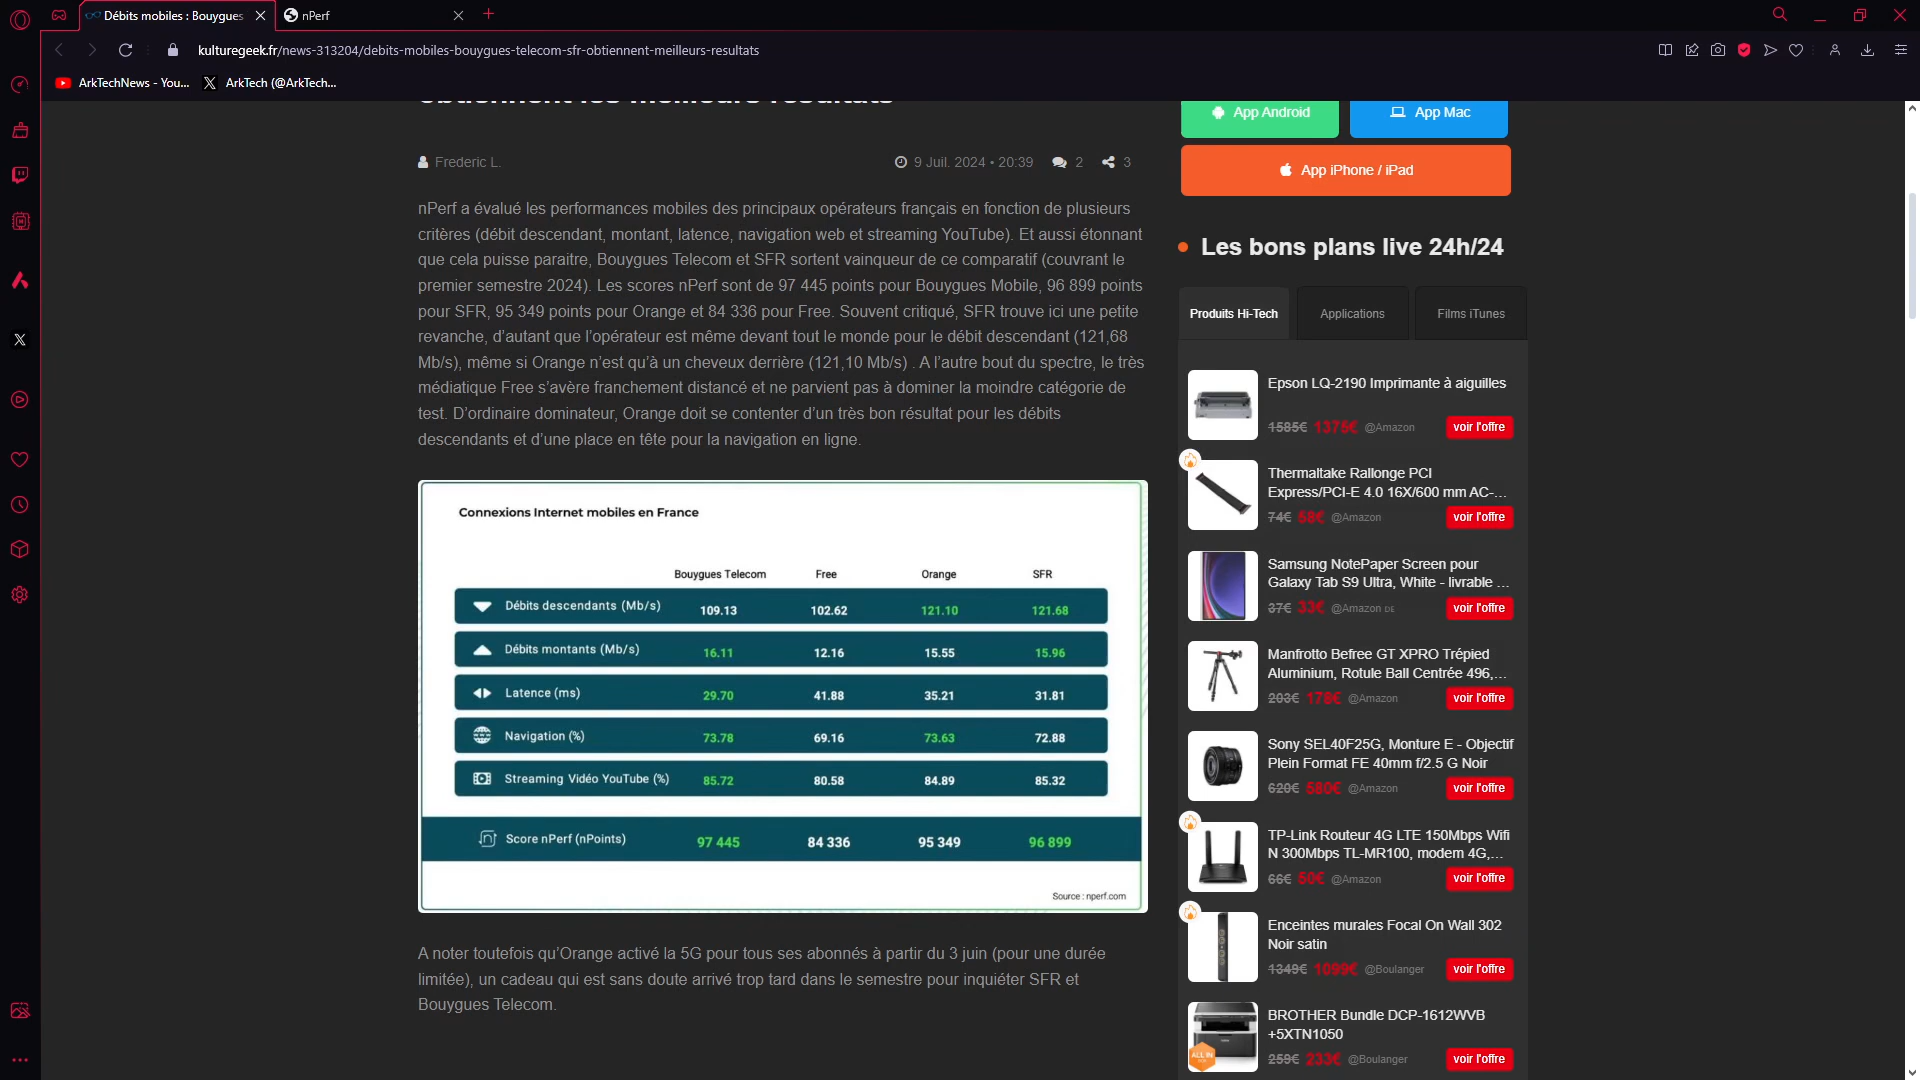 Débits mobiles : Bouygues
nPerf
kulturegeek.fr/news-313204/debits-mobiles-bouygues-telecom-sfr-obtiennent-meilleurs-resultats
ArkTechNews - You...
ArkTech (@ArkTech...
obtiennent les meilleurs résultats
Frederic L.
9 Juil. 2024 • 20:39
2
3
nPerf a évalué les performances mobiles des principaux opérateurs français en fonction de plusieurs
critères (débit descendant, montant, latence, navigation web et streaming YouTube). Et aussi étonnant
que cela puisse paraitre, Bouygues Telecom et SFR sortent vainqueur de ce comparatif (couvrant le
premier semestre 2024). Les scores nPerf sont de 97 445 points pour Bouygues Mobile, 96 899 points
pour SFR, 95 349 points pour Orange et 84 336 pour Free. Souvent critiqué, SFR trouve ici une petite
revanche, d’autant que l’opérateur est même devant tout le monde pour le débit descendant (121,68
Mb/s), même si Orange n’est qu’à un cheveux derrière (121,10 Mb/s) . A l’autre bout du spectre, le très
médiatique Free s’avère franchement distancé et ne parvient pas à dominer la moindre catégorie de
test. D’ordinaire dominateur, Orange doit se contenter d’un très bon résultat pour les débits
descendants et d’une place en tête pour la navigation en ligne.
Connexions Internet mobiles en France
Bouygues Telecom Free Orange SFR
Débits descendants (Mb/s) 109.13 102.62 121.10 121.68
Débits montants (Mb/s) 16.11 12.16 15.55 15.96
Latence (ms) 29.70 41.88 35.21 31.81
Navigation (%) 73.78 69.16 73.63 72.88
Streaming Vidéo YouTube (%) 85.72 80.58 84.89 85.32
Score nPerf (nPoints) 97 445 84 336 95 349 96 899
Source : nperf.com
A noter toutefois qu’Orange activé la 5G pour tous ses abonnés à partir du 3 juin (pour une durée
limitée), un cadeau qui est sans doute arrivé trop tard dans le semestre pour inquiéter SFR et
Bouygues Telecom.
App Android
App Mac
App iPhone / iPad
Les bons plans live 24h/24
Produits Hi-Tech
Applications
Films iTunes
Epson LQ-2190 Imprimante à aiguilles
1585€ 1375€ @Amazon
voir l'offre
Thermaltake Rallonge PCI
Express/PCI-E 4.0 16X/600 mm AC-...
74€ 58€ @Amazon
voir l'offre
Samsung NotePaper Screen pour
Galaxy Tab S9 Ultra, White - livrable ...
37€ 33€ @Amazon DE
voir l'offre
Manfrotto Befree GT XPRO Trépied
Aluminium, Rotule Ball Centrée 496,...
203€ 178€ @Amazon
voir l'offre
Sony SEL40F25G, Monture E - Objectif
Plein Format FE 40mm f/2.5 G Noir
620€ 580€ @Amazon
voir l'offre
TP-Link Routeur 4G LTE 150Mbps Wifi
N 300Mbps TL-MR100, modem 4G,...
66€ 50€ @Amazon
voir l'offre
Enceintes murales Focal On Wall 302
Noir satin
1349€ 1099€ @Boulanger
voir l'offre
BROTHER Bundle DCP-1612WVB
+5XTN1050
259€ 233€ @Boulanger
voir l'offre
ALL IN